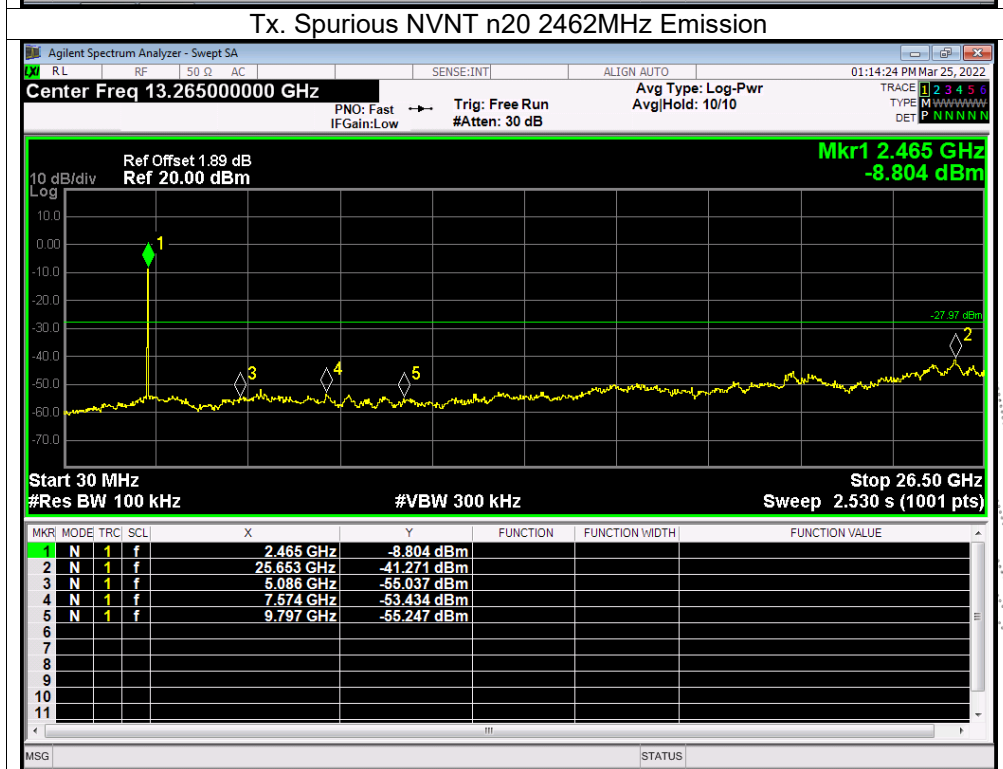 Tx. Spurious NVNT n20 2462MHz Emission
Agilent Spectrum Analyzer - Swept SA
LXI RL RF 50 Ω AC SENSE:INT ALIGN AUTO 01:14:24 PM Mar 25, 2022
Center Freq 13.265000000 GHz Avg Type: Log-Pwr TRACE 1 2 3 4 5 6
PNO: Fast Trig: Free Run Avg|Hold: 10/10 TYPE M WWWWW
IFGain:Low #Atten: 30 dB DET P N N N N N
Ref Offset 1.89 dB Mkr1 2.465 GHz
10 dB/div Ref 20.00 dBm -8.804 dBm
Log
10.0
0.00 1
-10.0
-20.0
-27.97 dBm
-30.0 2
-40.0
3 4 5
-50.0
-60.0
-70.0
Start 30 MHz Stop 26.50 GHz
#Res BW 100 kHz #VBW 300 kHz Sweep 2.530 s (1001 pts)
MKR MODE TRC SCL X Y FUNCTION FUNCTION WIDTH FUNCTION VALUE
1 N 1 f 2.465 GHz -8.804 dBm
2 N 1 f 25.653 GHz -41.271 dBm
3 N 1 f 5.086 GHz -55.037 dBm
4 N 1 f 7.574 GHz -53.434 dBm
5 N 1 f 9.797 GHz -55.247 dBm
6
7
8
9
10
11
MSG STATUS